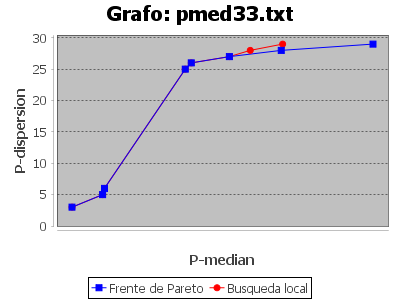 Grafo: pmed33.txt
P-dispersion
30
25
20
15
10
5
0
P-median
Frente de Pareto
Busqueda local